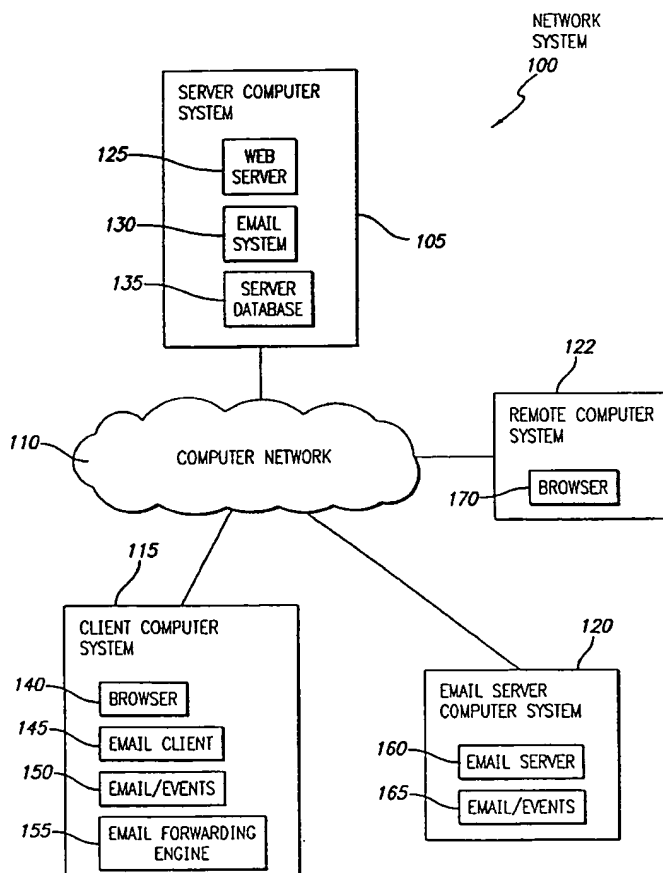 NETWORK
SYSTEM
100
SERVER COMPUTER
SYSTEM
125
WEB
SERVER
130
EMAIL
SYSTEM
105
135
SERVER
DATABASE
122
REMOTE COMPUTER
SYSTEM
110
COMPUTER NETWORK
170
BROWSER
115
CLIENT COMPUTER
SYSTEM
120
EMAIL SERVER
COMPUTER SYSTEM
140
BROWSER
145
EMAIL CLIENT
160
EMAIL SERVER
150
EMAIL/EVENTS
165
EMAIL/EVENTS
155
EMAIL FORWARDING
ENGINE